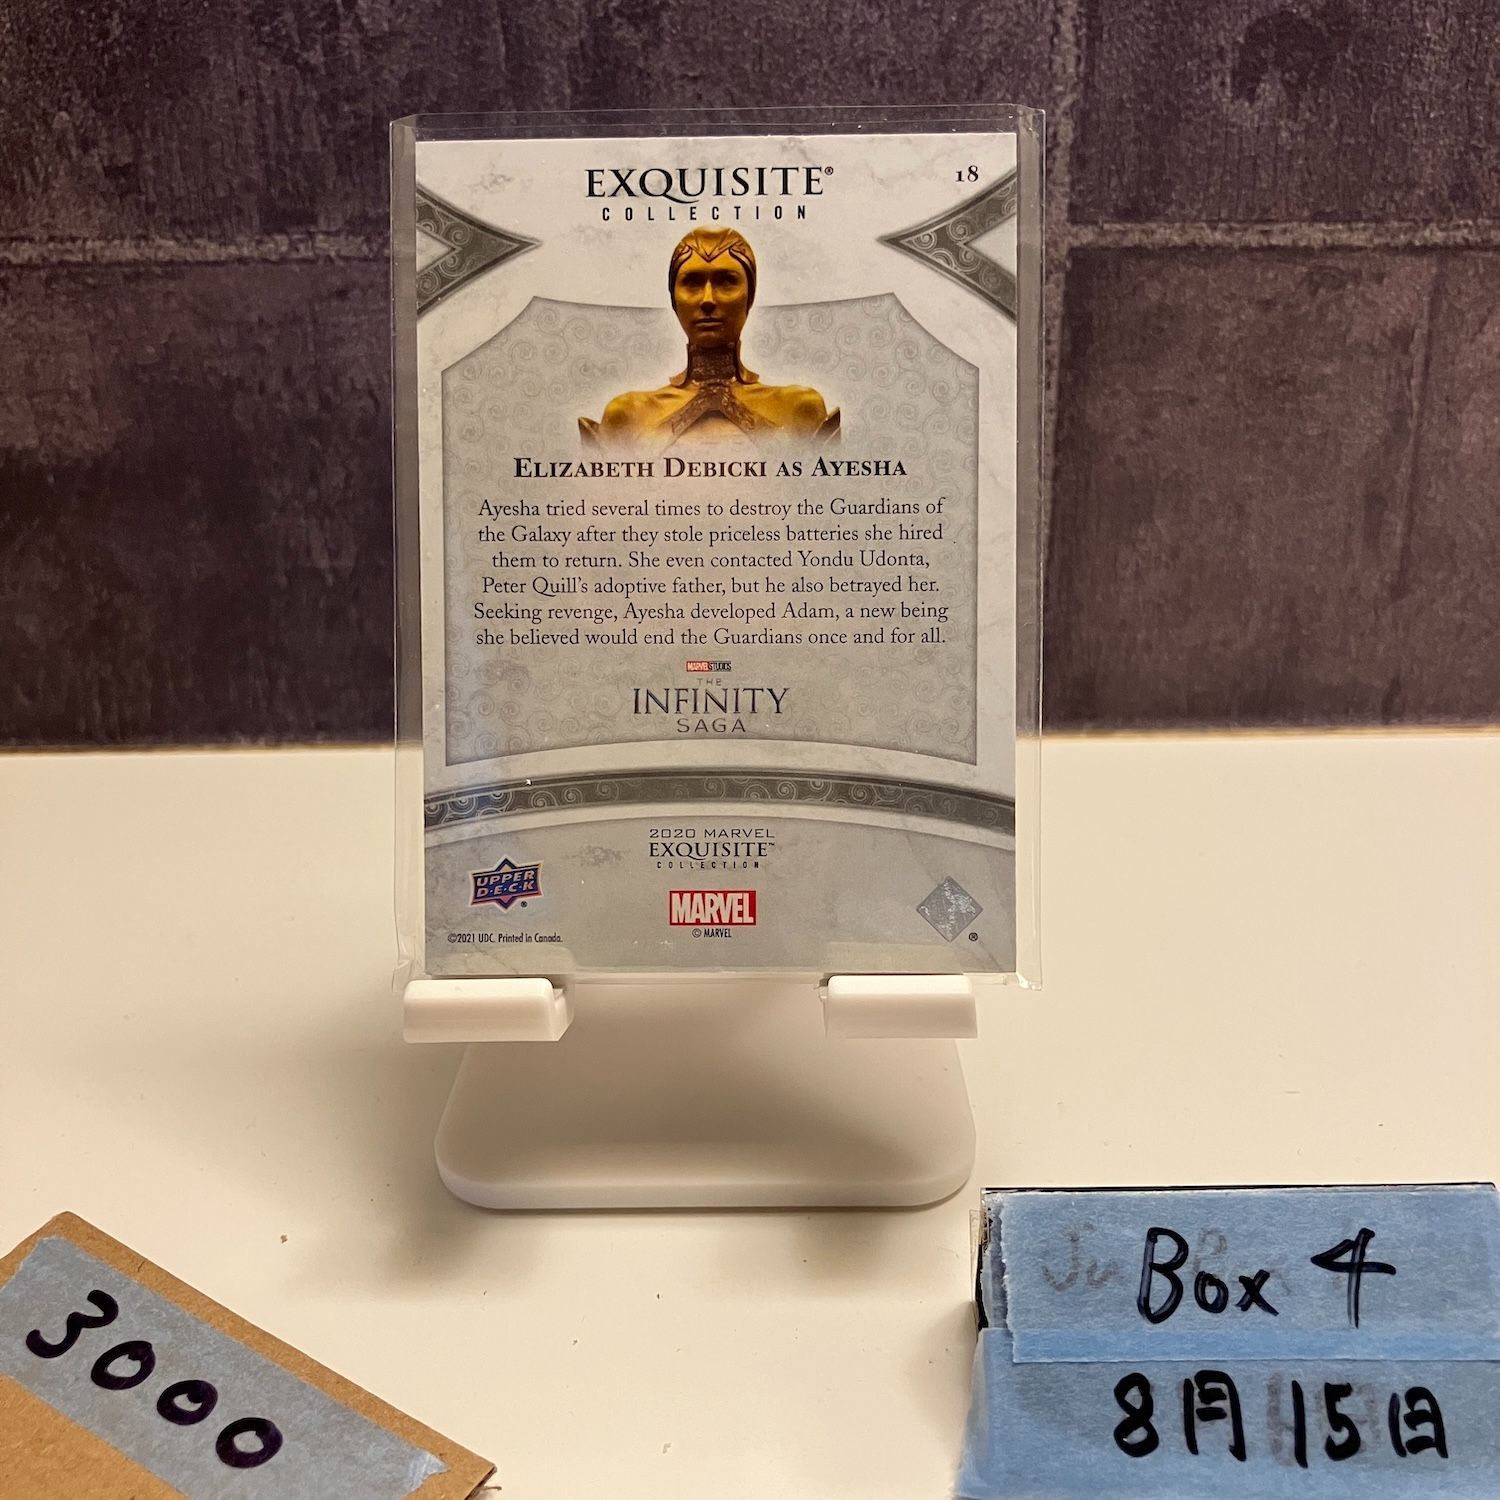 EXQUISITE®
COLLECTION
18
ELIZABETH DEBICKI AS AYESHA
Ayesha tried several times to destroy the Guardians of
the Galaxy after they stole priceless batteries she hired
them to return. She even contacted Yondu Udonta,
Peter Quill's adoptive father, but he also betrayed her.
Seeking revenge, Ayesha developed Adam, a new being
she believed would end the Guardians once and for all.
MARVEL STUDIOS
THE
INFINITY
SAGA
2020 MARVEL
EXQUISITE™
COLLECTION
UPPER
D·E·C·K
®
MARVEL
© MARVEL
©2021 UDC. Printed in Canada.
®
3000
Box 4
8月15日